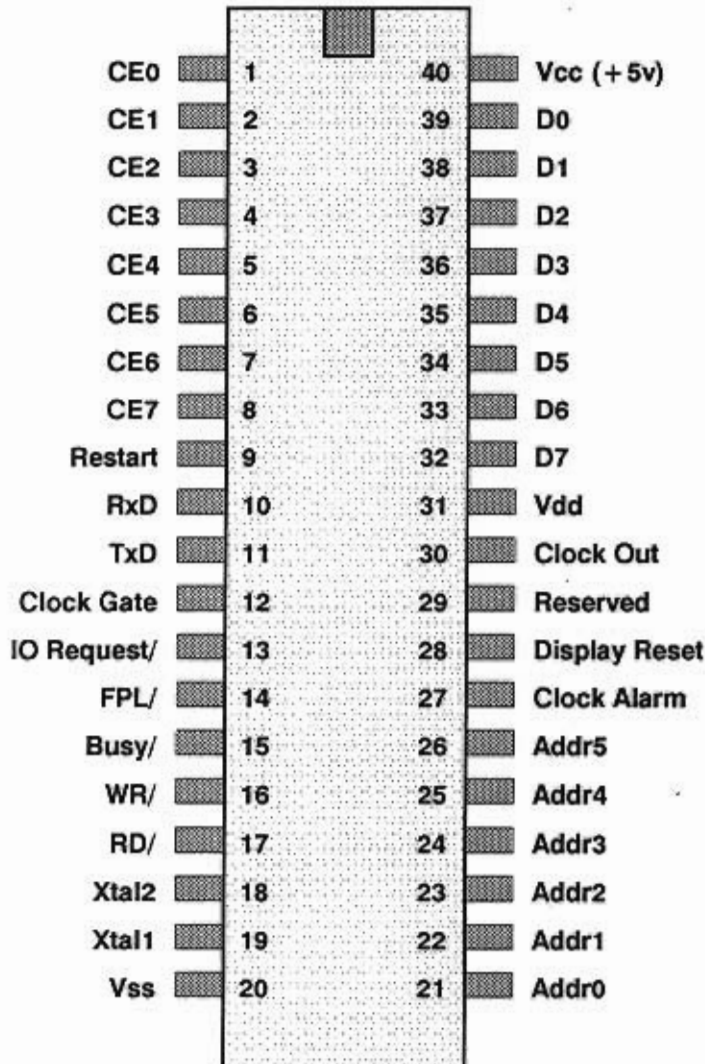 CE0 1 40 Vcc (+5v)
CE1 2 39 D0
CE2 3 38 D1
CE3 4 37 D2
CE4 5 36 D3
CE5 6 35 D4
CE6 7 34 D5
CE7 8 33 D6
Restart 9 32 D7
RxD 10 31 Vdd
TxD 11 30 Clock Out
Clock Gate 12 29 Reserved
IO Request/ 13 28 Display Reset
FPL/ 14 27 Clock Alarm
Busy/ 15 26 Addr5
WR/ 16 25 Addr4
RD/ 17 24 Addr3
Xtal2 18 23 Addr2
Xtal1 19 22 Addr1
Vss 20 21 Addr0